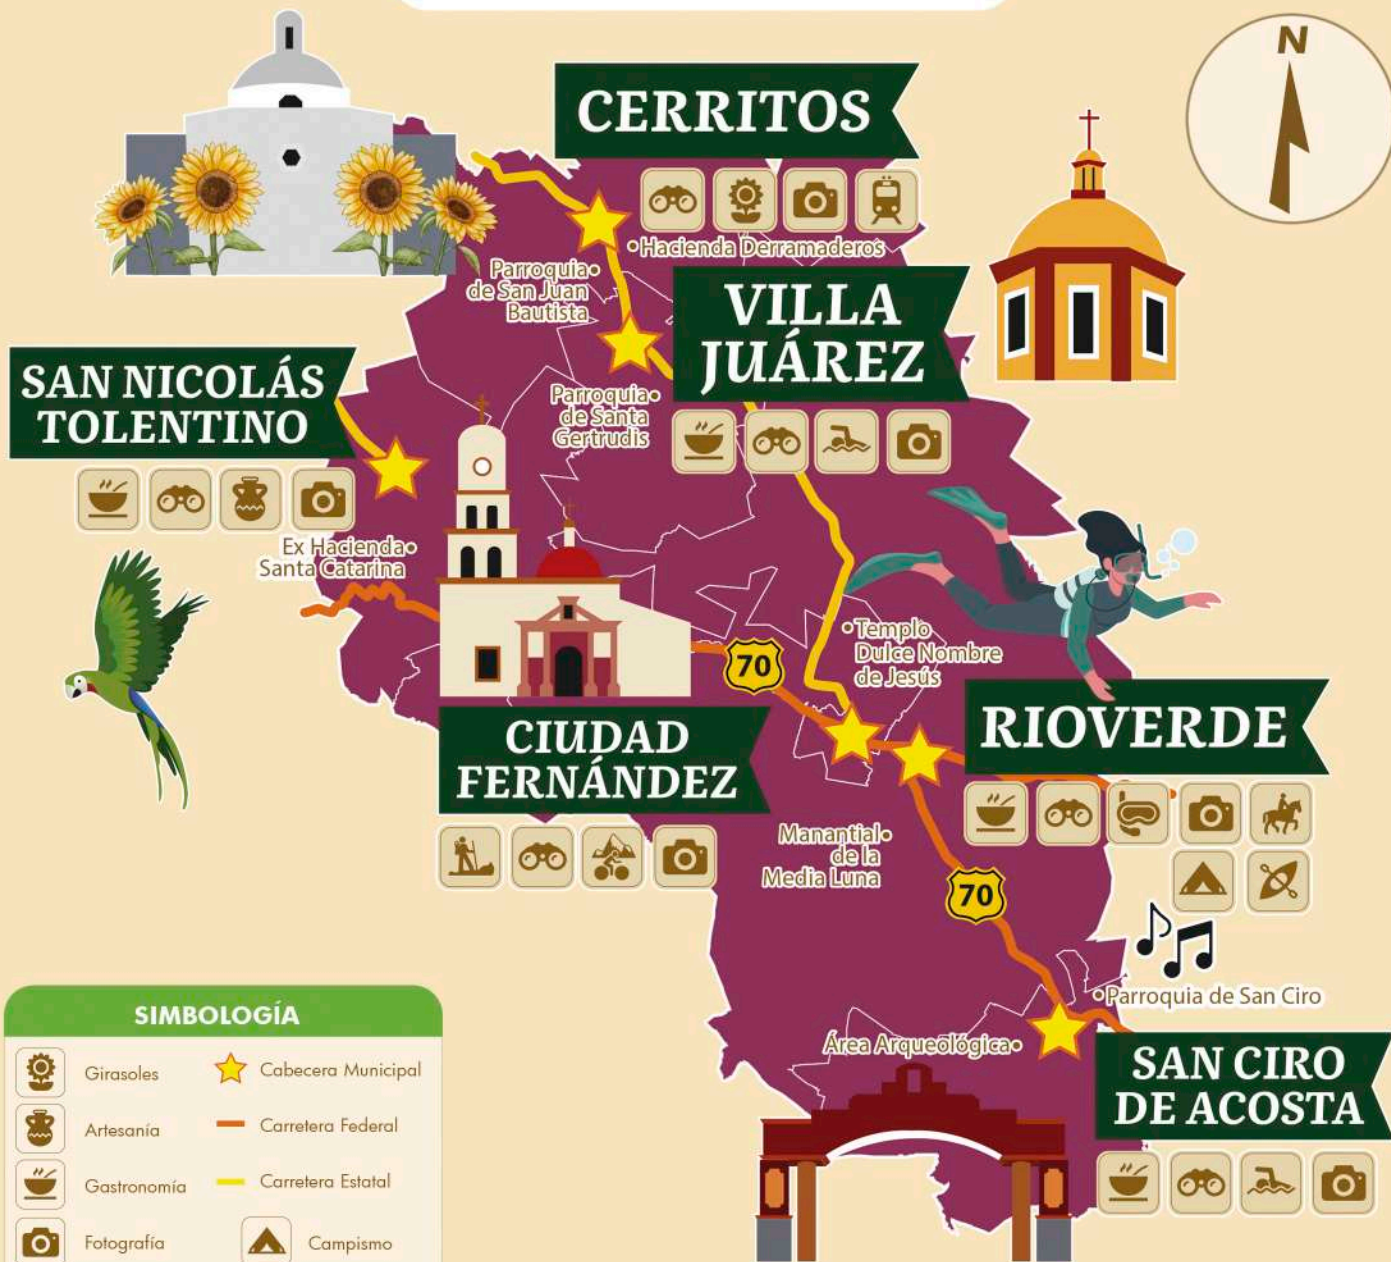 N
CERRITOS
•Hacienda Derramaderos
Parroquia•
de San Juan
Bautista
VILLA
JUÁREZ
SAN NICOLÁS
TOLENTINO
Parroquia•
de Santa
Gertrudis
Ex Hacienda•
Santa Catarina
•Templo
Dulce Nombre
de Jesús
70
RIOVERDE
CIUDAD
FERNÁNDEZ
Manantial•
de la
Media Luna
70
•Parroquia de San Ciro
Área Arqueológica•
SAN CIRO
DE ACOSTA
SIMBOLOGÍA
Girasoles
Cabecera Municipal
Artesanía
Carretera Federal
Gastronomía
Carretera Estatal
Fotografía
Campismo